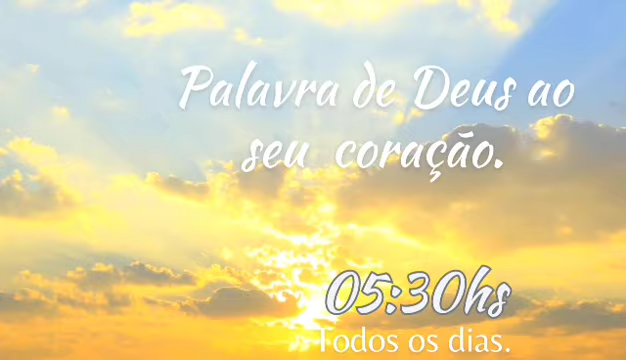 Palavra de Deus ao
seu coração.
05:30hs
Todos os dias.